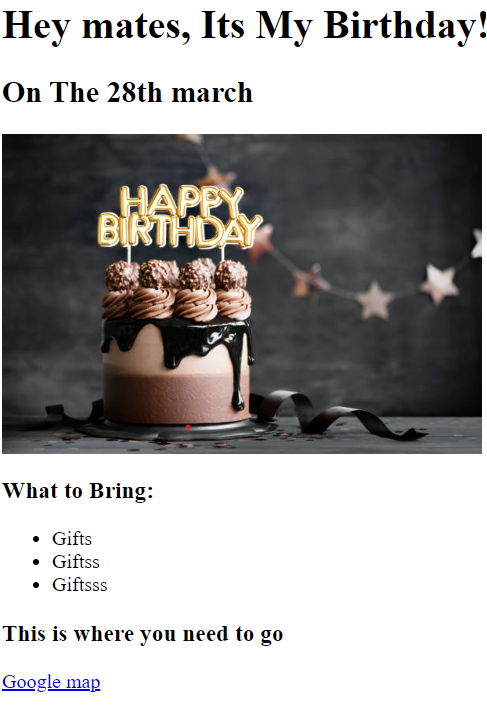 Hey mates, Its My Birthday!
On The 28th march
HAPPY
BIRTHDAY
What to Bring:
Gifts
Giftss
Giftsss
This is where you need to go
Google map